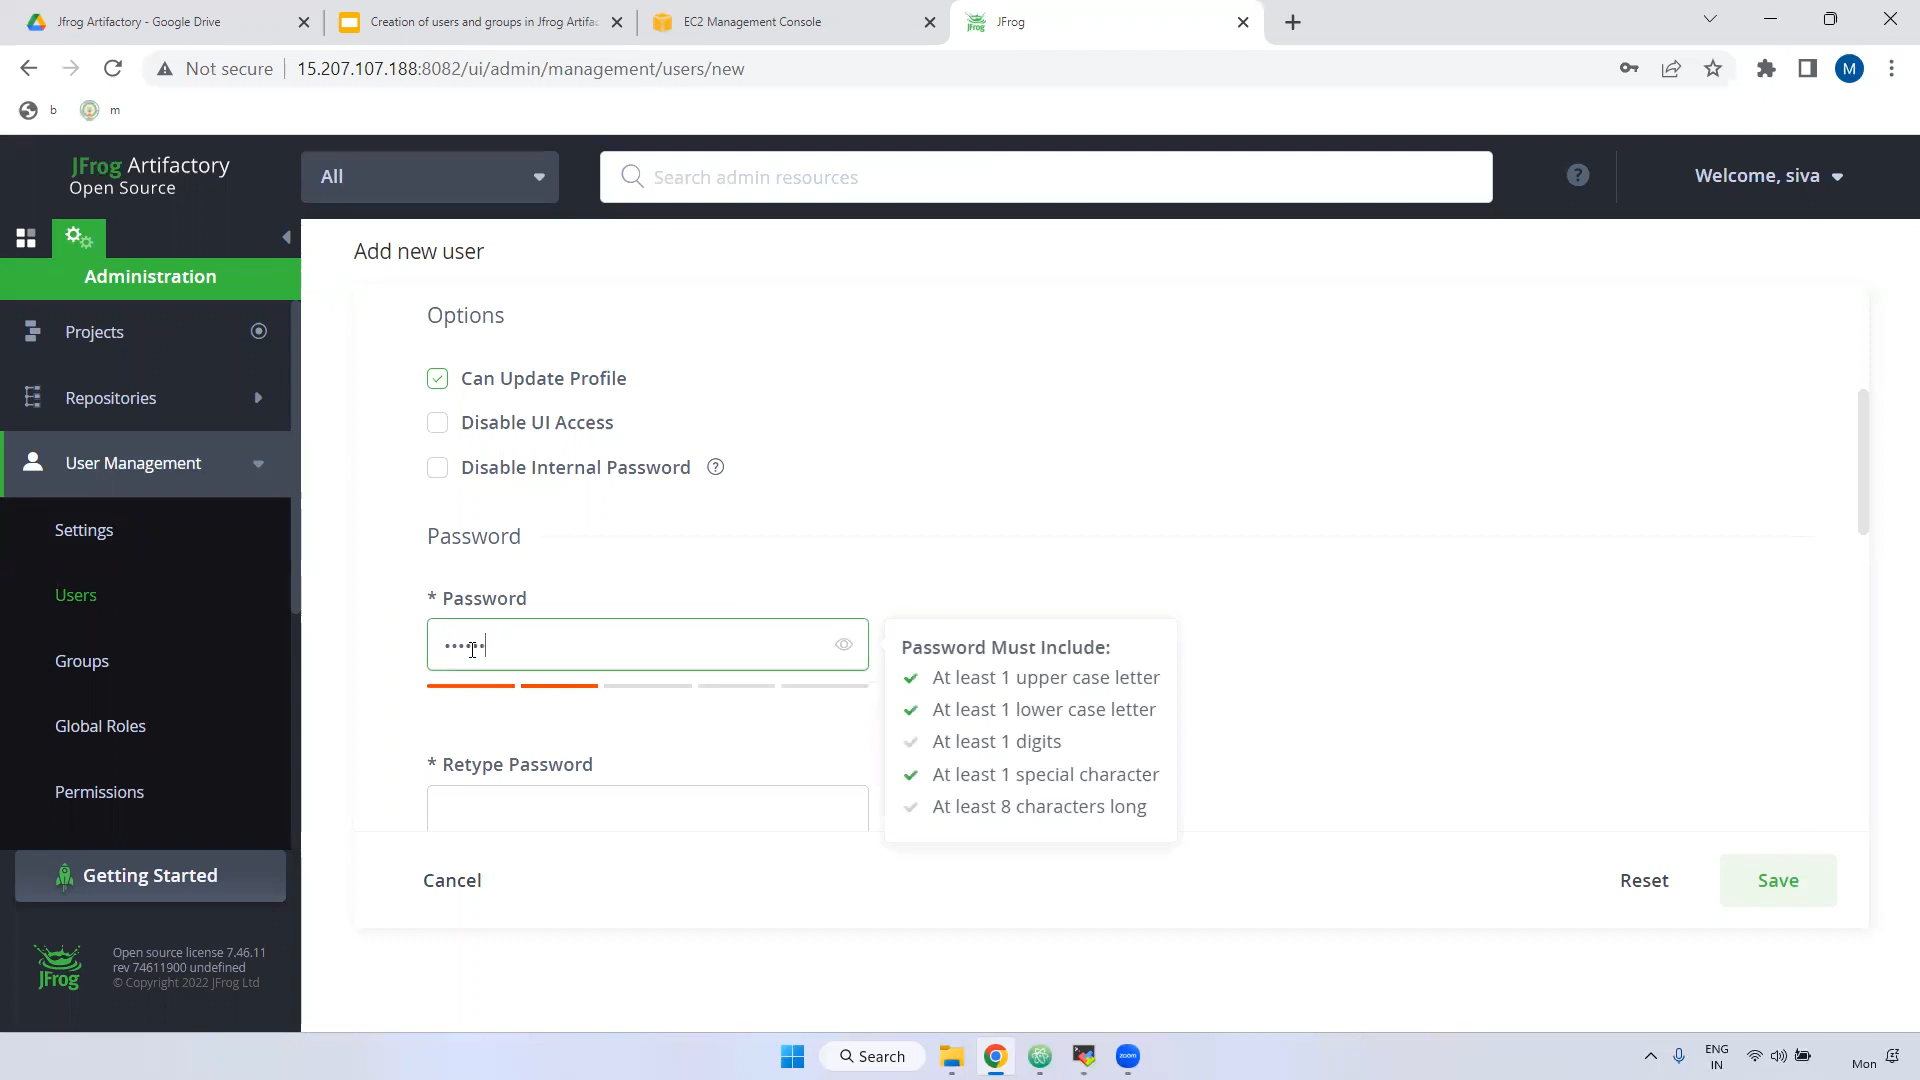 Jfrog Artifactory - Google Drive
Creation of users and groups in Jfrog Artifac
EC2 Management Console
JFrog
Not secure
15.207.107.188:8082/ui/admin/management/users/new
M
b
m
JFrog Artifactory
Open Source
All
Search admin resources
?
Welcome, siva
Administration
Projects
Repositories
User Management
Settings
Users
Groups
Global Roles
Permissions
Getting Started
JFrog
Open source license 7.46.11
rev 74611900 undefined
© Copyright 2022 JFrog Ltd
Add new user
Options
Can Update Profile
Disable UI Access
Disable Internal Password ?
Password
* Password
Password Must Include:
At least 1 upper case letter
At least 1 lower case letter
At least 1 digits
At least 1 special character
At least 8 characters long
* Retype Password
Cancel
Reset
Save
Search
zoom
ENG
IN
Mon